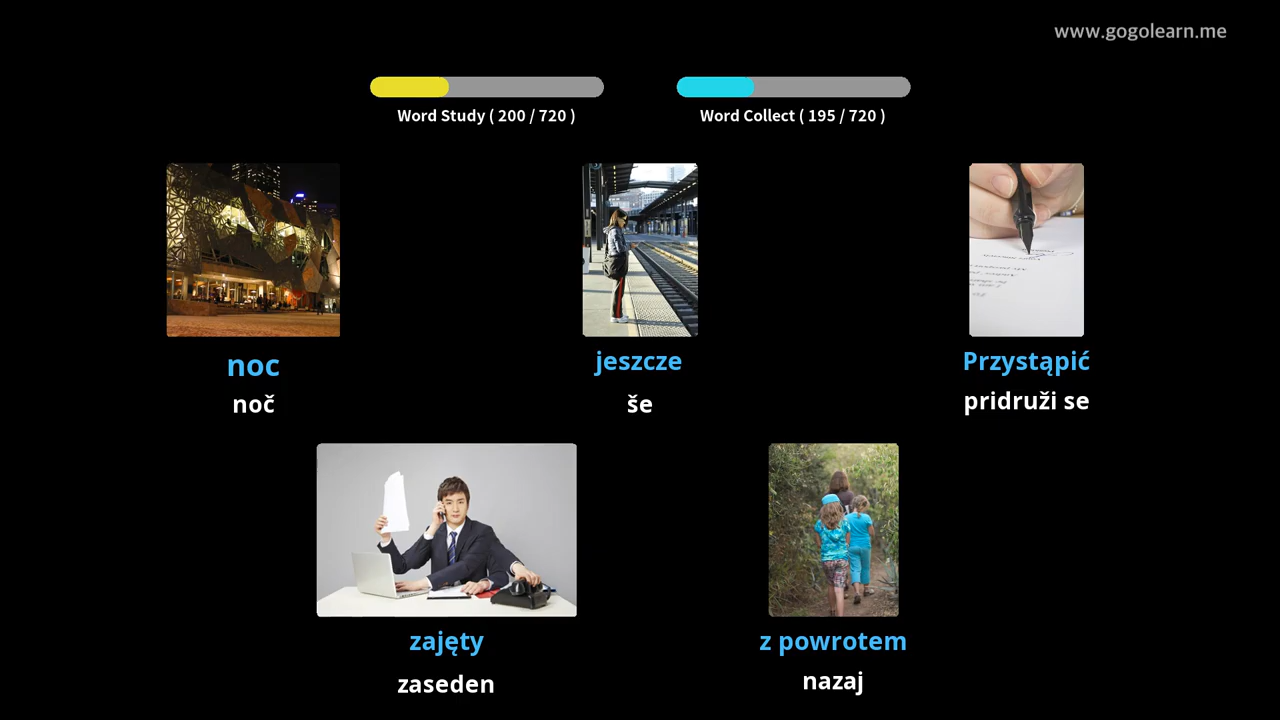 www.gogolearn.me
Word Study ( 200 / 720 )
Word Collect ( 195 / 720 )
noc
noč
jeszcze
še
Przystąpić
pridruži se
zajęty
zaseden
z powrotem
nazaj